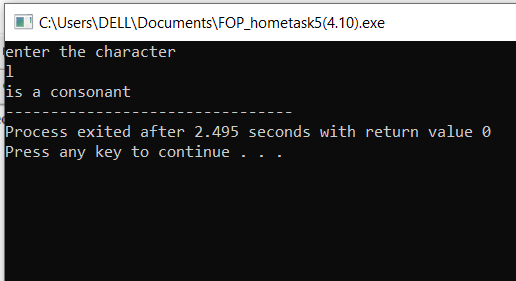 C:\Users\DELL\Documents\FOP_hometask5(4.10).exe
enter the character
l
is a consonant
--------------------------------
Process exited after 2.495 seconds with return value 0
Press any key to continue . . .